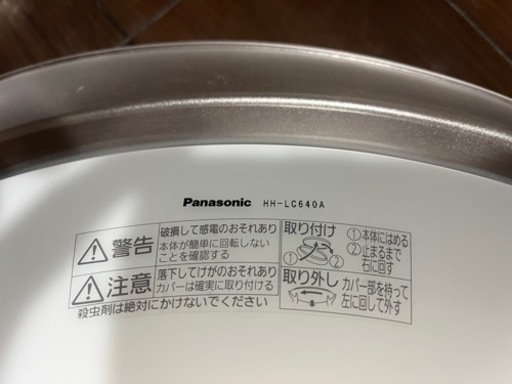 Panasonic HH-LC640A
警告
破損して感電のおそれあり
本体が簡単に回転しない
ことを確認する
注意
落下してけがのおそれあり
カバーは確実に取り付ける
殺虫剤は絶対にかけないでください
取り付け
① ②
①本体にはめる
②止まるまで
右に回す
取り外し
カバー部を持って
左に回して外す